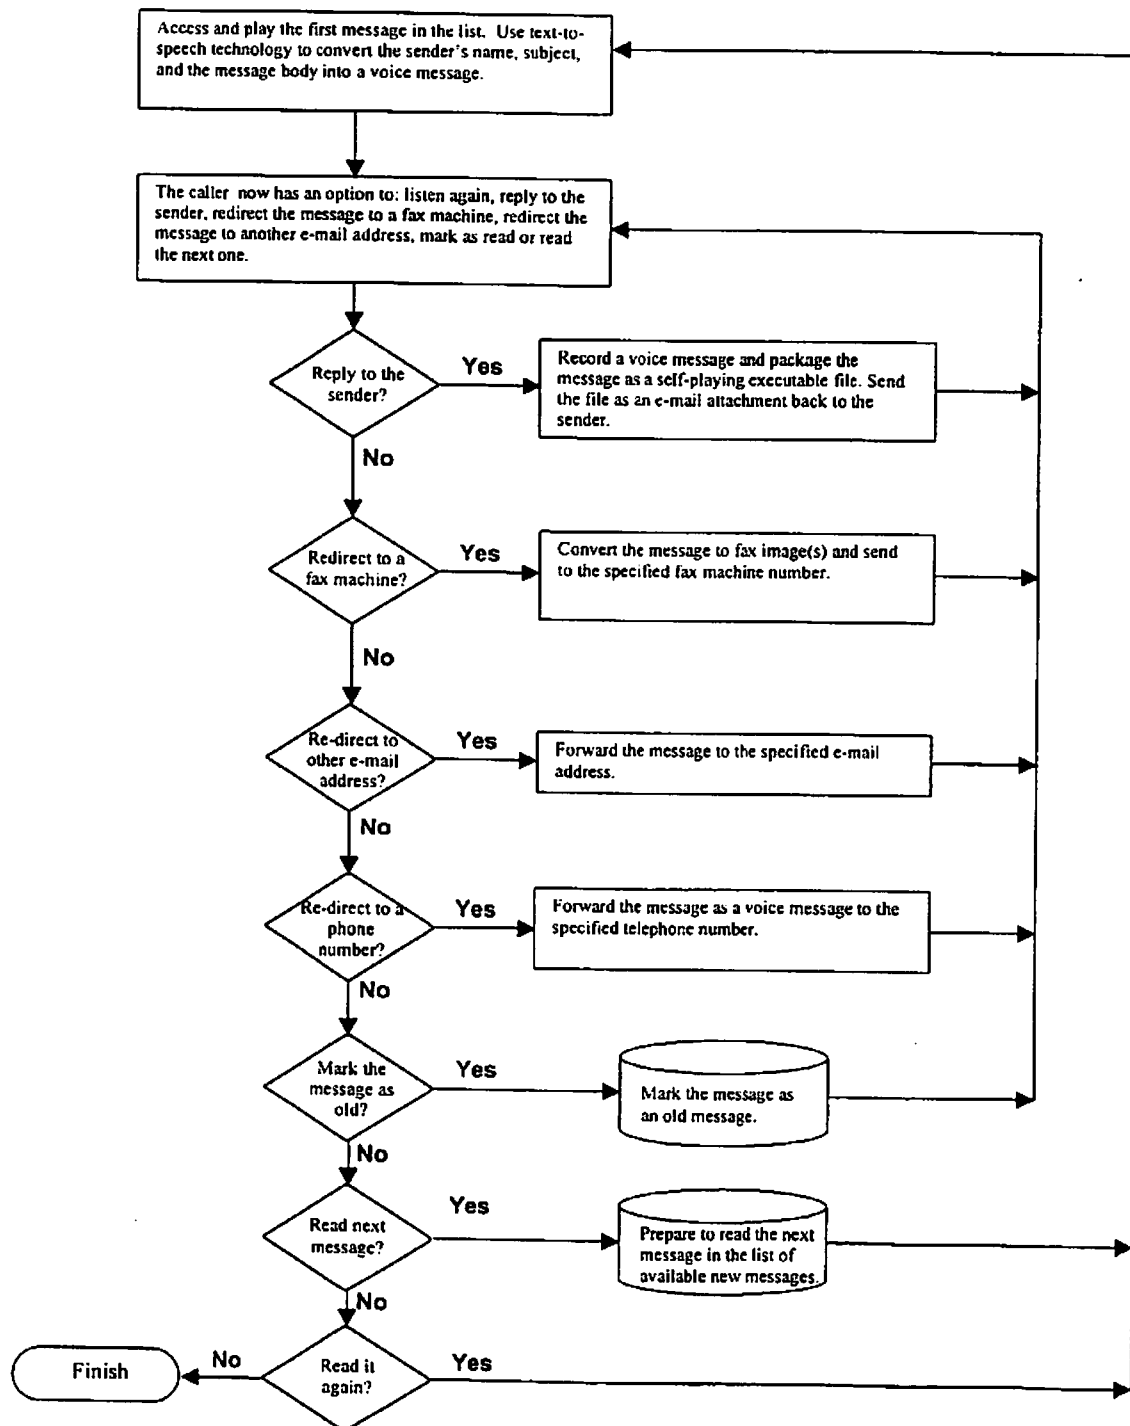 Access and play the first message in the list. Use text-to-
speech technology to convert the sender's name, subject,
and the message body into a voice message.
The caller now has an option to: listen again, reply to the
sender, redirect the message to a fax machine, redirect the
message to another e-mail address, mark as read or read
the next one.
Reply to the
sender?
Yes
Record a voice message and package the
message as a self-playing executable file. Send
the file as an e-mail attachment back to the
sender.
No
Redirect to a
fax machine?
Yes
Convert the message to fax image(s) and send
to the specified fax machine number.
No
Re-direct to
other e-mail
address?
Yes
Forward the message to the specified e-mail
address.
No
Re-direct to a
phone
number?
Yes
Forward the message as a voice message to the
specified telephone number.
No
Mark the
message as
old?
Yes
Mark the message as
an old message.
No
Read next
message?
Yes
Prepare to read the next
message in the list of
available new messages.
No
Read it
again?
Yes
No
Finish